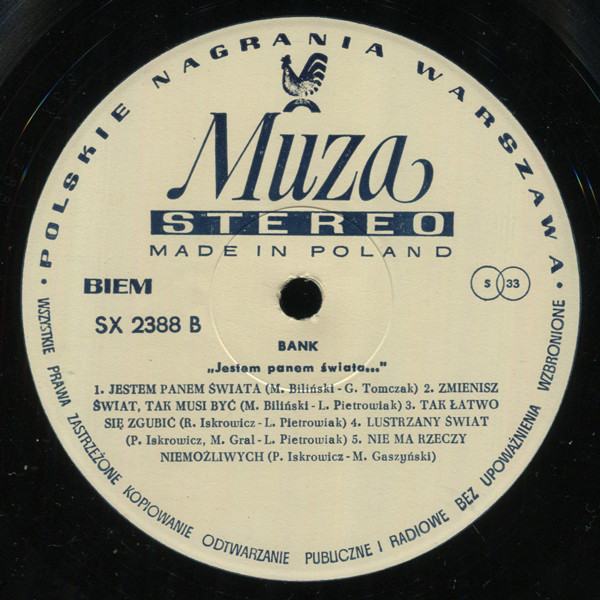 • POLSKIE NAGRANIA WARSZAWA •
Muza
STEREO
MADE IN POLAND
BIEM
S 33
SX 2388 B
BANK
„Jestem panem świata..."
1. JESTEM PANEM ŚWIATA (M. Biliński - G. Tomczak) 2. ZMIENISZ
ŚWIAT, TAK MUSI BYĆ (M. Biliński - L. Pietrowiak) 3. TAK ŁATWO
SIĘ ZGUBIĆ (R. Iskrowicz - L. Pietrowiak) 4. LUSTRZANY ŚWIAT
(P. Iskrowicz, M. Gral - L. Pietrowiak) 5. NIE MA RZECZY
NIEMOŻLIWYCH (P. Iskrowicz - M. Gaszyński)
WSZYSTKIE PRAWA ZASTRZEŻONE KOPIOWANIE ODTWARZANIE PUBLICZNE I RADIOWE BEZ UPOWAŻNIENIA WZBRONIONE